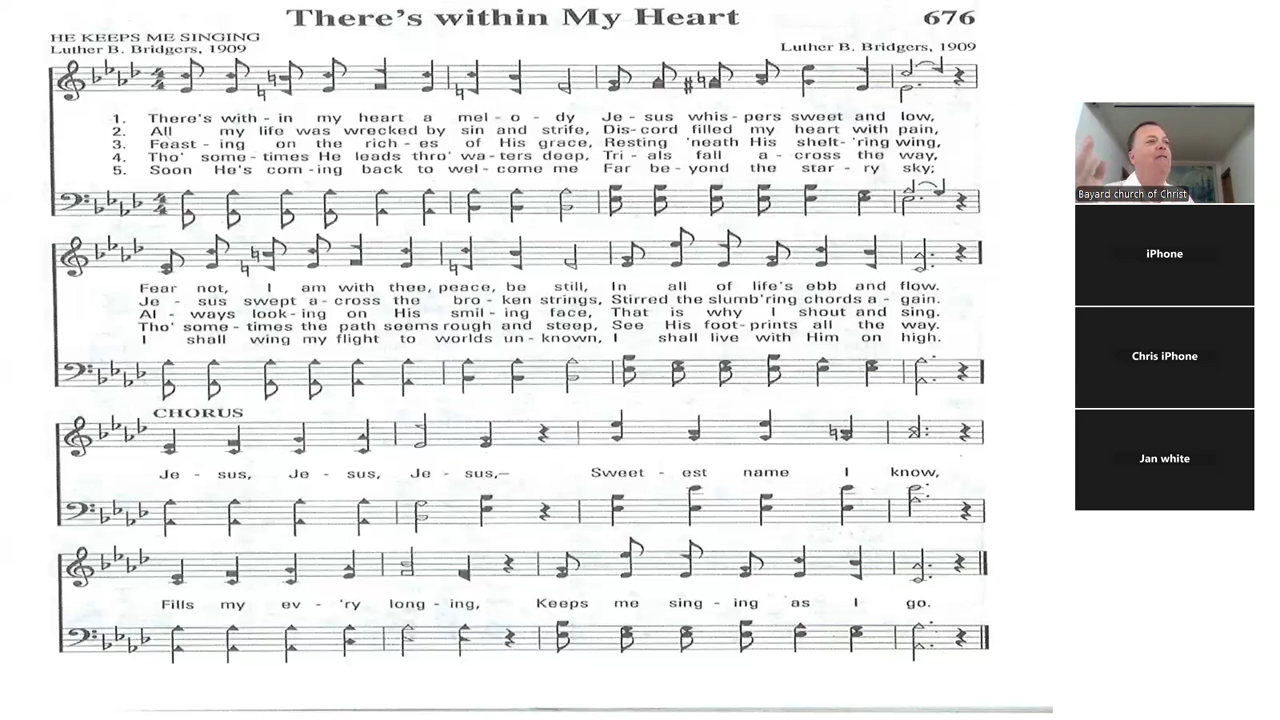 There's within My Heart 676
HE KEEPS ME SINGING
Luther B. Bridgers, 1909 Luther B. Bridgers, 1909
1. There's with - in my heart a mel - o - dy Je - sus whis - pers sweet and low,
2. All my life was wrecked by sin and strife, Dis - cord filled my heart with pain,
3. Feast - ing on the rich - es of His grace, Resting 'neath His shelt - 'ring wing,
4. Tho' some - times He leads thro' wa - ters deep, Tri - als fall a - cross the way,
5. Soon He's com - ing back to wel - come me Far be - yond the star - ry sky;
Fear not, I am with thee, peace, be still, In all of life's ebb and flow.
Je - sus swept a - cross the bro - ken strings, Stirred the slumb'ring chords a - gain.
Al - ways look - ing on His smil - ing face, That is why I shout and sing.
Tho' some - times the path seems rough and steep, See His foot - prints all the way.
I shall wing my flight to worlds un - known, I shall live with Him on high.
CHORUS
Je - sus, Je - sus, Je - sus,— Sweet - est name I know,
Fills my ev - 'ry long - ing, Keeps me sing - ing as I go.
Bayard church of Christ
iPhone
Chris iPhone
Jan white